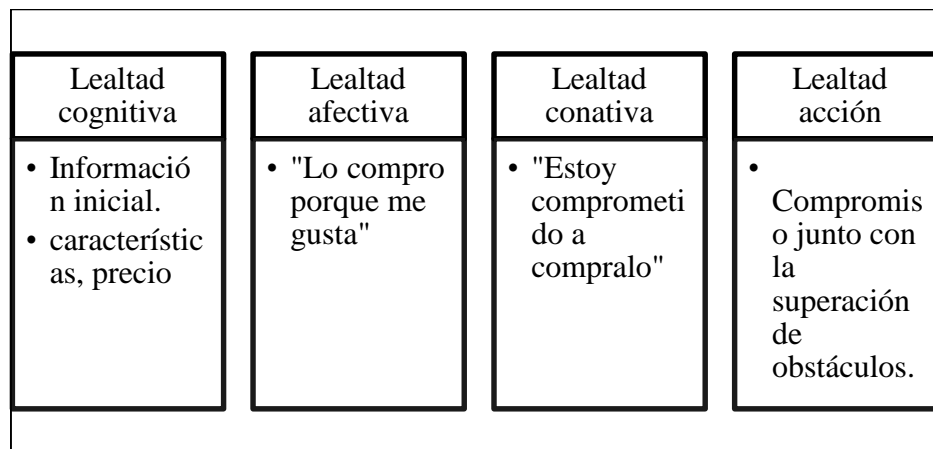 Lealtad
cognitiva
• Informació
n inicial.
• característic
as, precio
Lealtad
afectiva
• "Lo compro
porque me
gusta"
Lealtad
conativa
• "Estoy
comprometi
do a
compralo"
Lealtad
acción
•
Compromis
o junto con
la
superación
de
obstáculos.